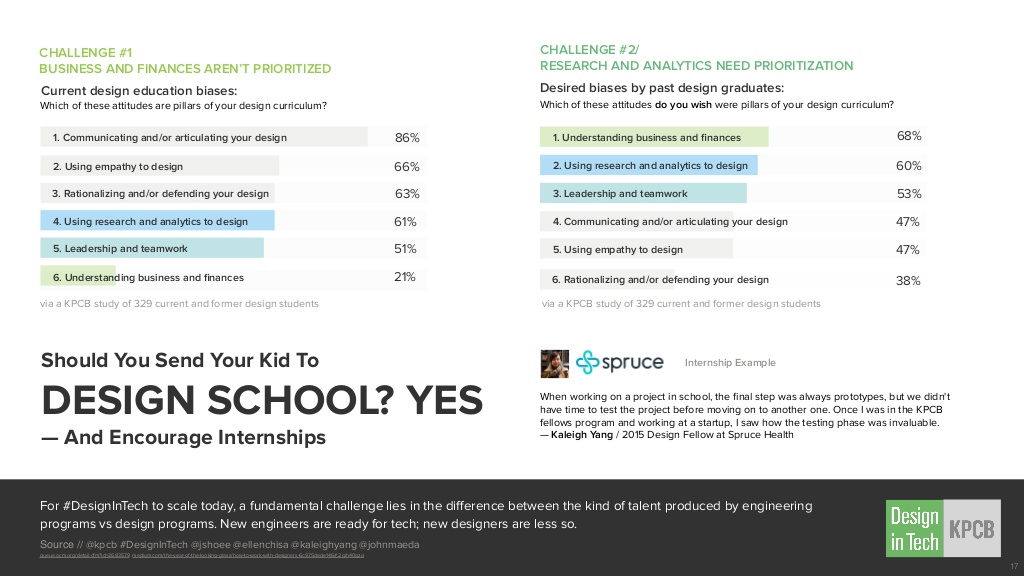 CHALLENGE #1
BUSINESS AND FINANCES AREN'T PRIORITIZED
Current design education biases:
Which of these attitudes are pillars of your design curriculum?
1. Communicating and/or articulating your design 86%
2. Using empathy to design 66%
3. Rationalizing and/or defending your design 63%
4. Using research and analytics to design 61%
5. Leadership and teamwork 51%
6. Understanding business and finances 21%
via a KPCB study of 329 current and former design students
CHALLENGE #2/
RESEARCH AND ANALYTICS NEED PRIORITIZATION
Desired biases by past design graduates:
Which of these attitudes do you wish were pillars of your design curriculum?
1. Understanding business and finances 68%
2. Using research and analytics to design 60%
3. Leadership and teamwork 53%
4. Communicating and/or articulating your design 47%
5. Using empathy to design 47%
6. Rationalizing and/or defending your design 38%
via a KPCB study of 329 current and former design students
Should You Send Your Kid To
DESIGN SCHOOL? YES
— And Encourage Internships
spruce Internship Example
When working on a project in school, the final step was always prototypes, but we didn't
have time to test the project before moving on to another one. Once I was in the KPCB
fellows program and working at a startup, I saw how the testing phase was invaluable.
— Kaleigh Yang / 2015 Design Fellow at Spruce Health
For #DesignInTech to scale today, a fundamental challenge lies in the difference between the kind of talent produced by engineering
programs vs design programs. New engineers are ready for tech; new designers are less so.
Source // @kpcb #DesignInTech @jshoee @ellenchisa @kaleighyang @johnmaeda
Design
in Tech
KPCB
17